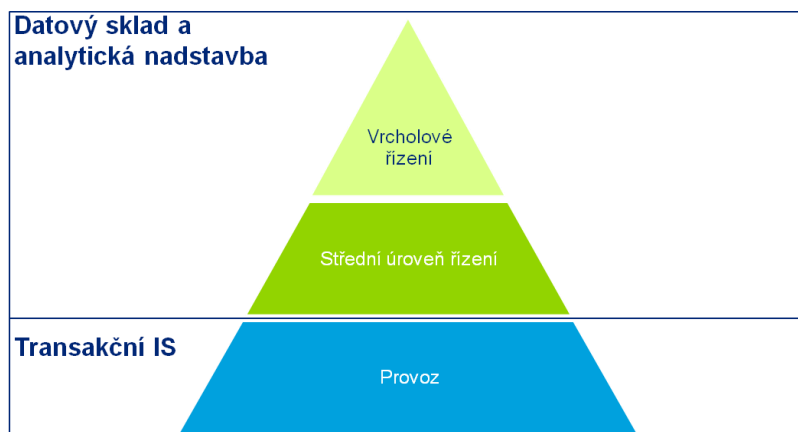 Datový sklad a
analytická nadstavba
Vrcholové
řízení
Střední úroveň řízení
Transakční IS
Provoz